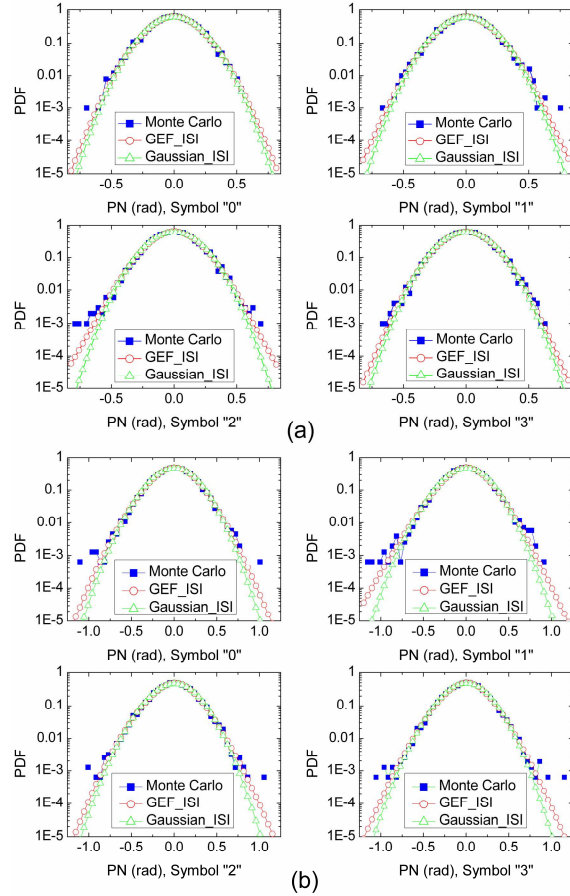 PDF
1
0.1
0.01
1E-3
1E-4
1E-5
Monte Carlo
GEF_ISI
Gaussian_ISI
-0.5 0.0 0.5
PN (rad), Symbol "0"
PDF
1
0.1
0.01
1E-3
1E-4
1E-5
Monte Carlo
GEF_ISI
Gaussian_ISI
-0.5 0.0 0.5
PN (rad), Symbol "1"
PDF
1
0.1
0.01
1E-3
1E-4
1E-5
Monte Carlo
GEF_ISI
Gaussian_ISI
-0.5 0.0 0.5
PN (rad), Symbol "2"
PDF
1
0.1
0.01
1E-3
1E-4
1E-5
Monte Carlo
GEF_ISI
Gaussian_ISI
-0.5 0.0 0.5
PN (rad), Symbol "3"
(a)
PDF
1
0.1
0.01
1E-3
1E-4
1E-5
Monte Carlo
GEF_ISI
Gaussian_ISI
-1.0 -0.5 0.0 0.5 1.0
PN (rad), Symbol "0"
PDF
1
0.1
0.01
1E-3
1E-4
1E-5
Monte Carlo
GEF_ISI
Gaussian_ISI
-1.0 -0.5 0.0 0.5 1.0
PN (rad), Symbol "1"
PDF
1
0.1
0.01
1E-3
1E-4
1E-5
Monte Carlo
GEF_ISI
Gaussian_ISI
-1.0 -0.5 0.0 0.5 1.0
PN (rad), Symbol "2"
PDF
1
0.1
0.01
1E-3
1E-4
1E-5
Monte Carlo
GEF_ISI
Gaussian_ISI
-1.0 -0.5 0.0 0.5 1.0
PN (rad), Symbol "3"
(b)